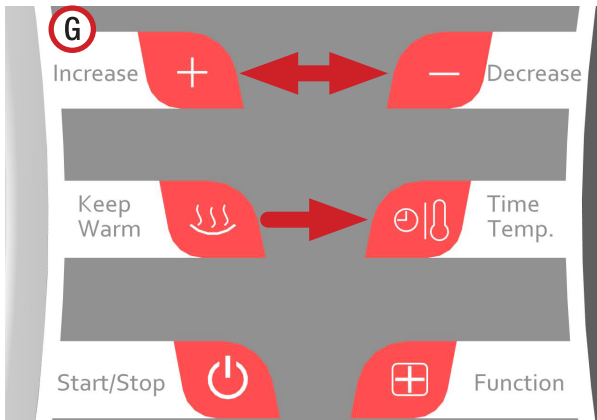 G
Increase + − Decrease
Keep
Warm
Time
Temp.
Start/Stop
Function